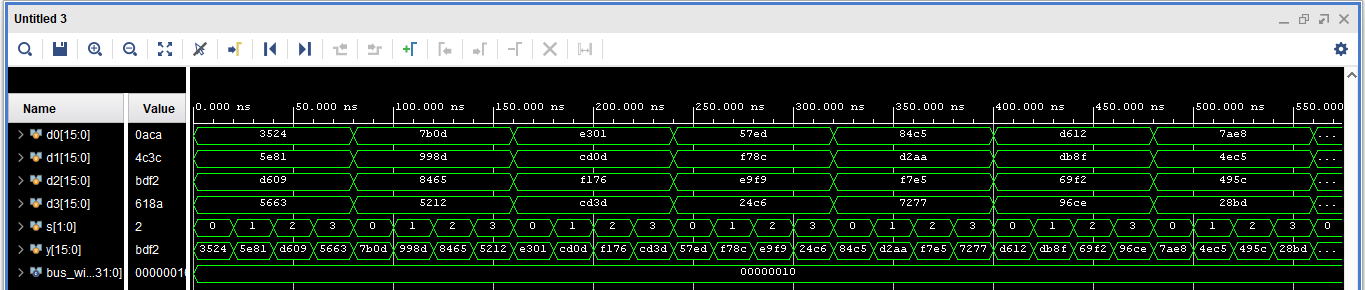 Untitled 3
Name Value 0.000 ns 50.000 ns 100.000 ns 150.000 ns 200.000 ns 250.000 ns 300.000 ns 350.000 ns 400.000 ns 450.000 ns 500.000 ns 550.000
d0[15:0] 0aca 3524 7b0d e301 57ed 84c5 d612 7ae8 ...
d1[15:0] 4c3c 5e81 998d cd0d f78c d2aa db8f 4ec5 ...
d2[15:0] bdf2 d609 8465 f176 e9f9 f7e5 69f2 495c ...
d3[15:0] 618a 5663 5212 cd3d 24c6 7277 96ce 28bd ...
s[1:0] 2 0 1 2 3 0 1 2 3 0 1 2 3 0 1 2 3 0 1 2 3 0 1 2 3 0 1 2 3 0
y[15:0] bdf2 3524 5e81 d609 5663 7b0d 998d 8465 5212 e301 cd0d f176 cd3d 57ed f78c e9f9 24c6 84c5 d2aa f7e5 7277 d612 db8f 69f2 96ce 7ae8 4ec5 495c 28bd ...
bus_wi...31:0] 00000010 00000010